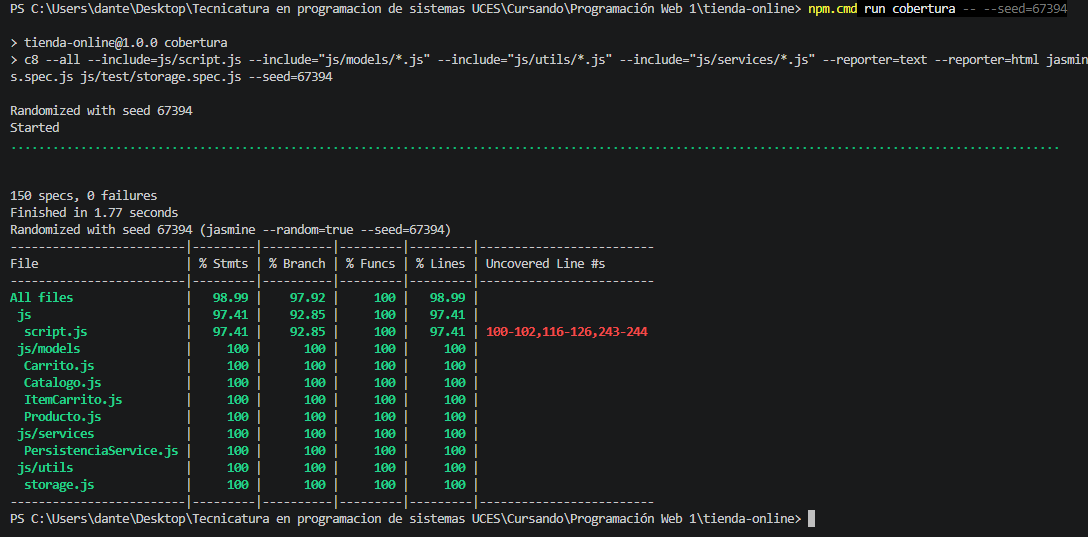 PS C:\Users\dante\Desktop\Tecnicatura en programacion de sistemas UCES\Cursando\Programación Web 1\tienda-online> npm.cmd run cobertura -- --seed=67394
> tienda-online@1.0.0 cobertura
> c8 --all --include=js/script.js --include="js/models/*.js" --include="js/utils/*.js" --include="js/services/*.js" --reporter=text --reporter=html jasmin
s.spec.js js/test/storage.spec.js --seed=67394
Randomized with seed 67394
Started
......................................................................................................................................................
150 specs, 0 failures
Finished in 1.77 seconds
Randomized with seed 67394 (jasmine --random=true --seed=67394)
-------------------------|---------|----------|---------|---------|-------------------------
File                     | % Stmts | % Branch | % Funcs | % Lines | Uncovered Line #s
-------------------------|---------|----------|---------|---------|-------------------------
All files                |   98.99 |    97.92 |     100 |   98.99 |
 js                      |   97.41 |    92.85 |     100 |   97.41 |
  script.js              |   97.41 |    92.85 |     100 |   97.41 | 100-102,116-126,243-244
 js/models               |     100 |      100 |     100 |     100 |
  Carrito.js             |     100 |      100 |     100 |     100 |
  Catalogo.js            |     100 |      100 |     100 |     100 |
  ItemCarrito.js         |     100 |      100 |     100 |     100 |
  Producto.js            |     100 |      100 |     100 |     100 |
 js/services             |     100 |      100 |     100 |     100 |
  PersistenciaService.js |     100 |      100 |     100 |     100 |
 js/utils                |     100 |      100 |     100 |     100 |
  storage.js             |     100 |      100 |     100 |     100 |
-------------------------|---------|----------|---------|---------|-------------------------
PS C:\Users\dante\Desktop\Tecnicatura en programacion de sistemas UCES\Cursando\Programación Web 1\tienda-online>